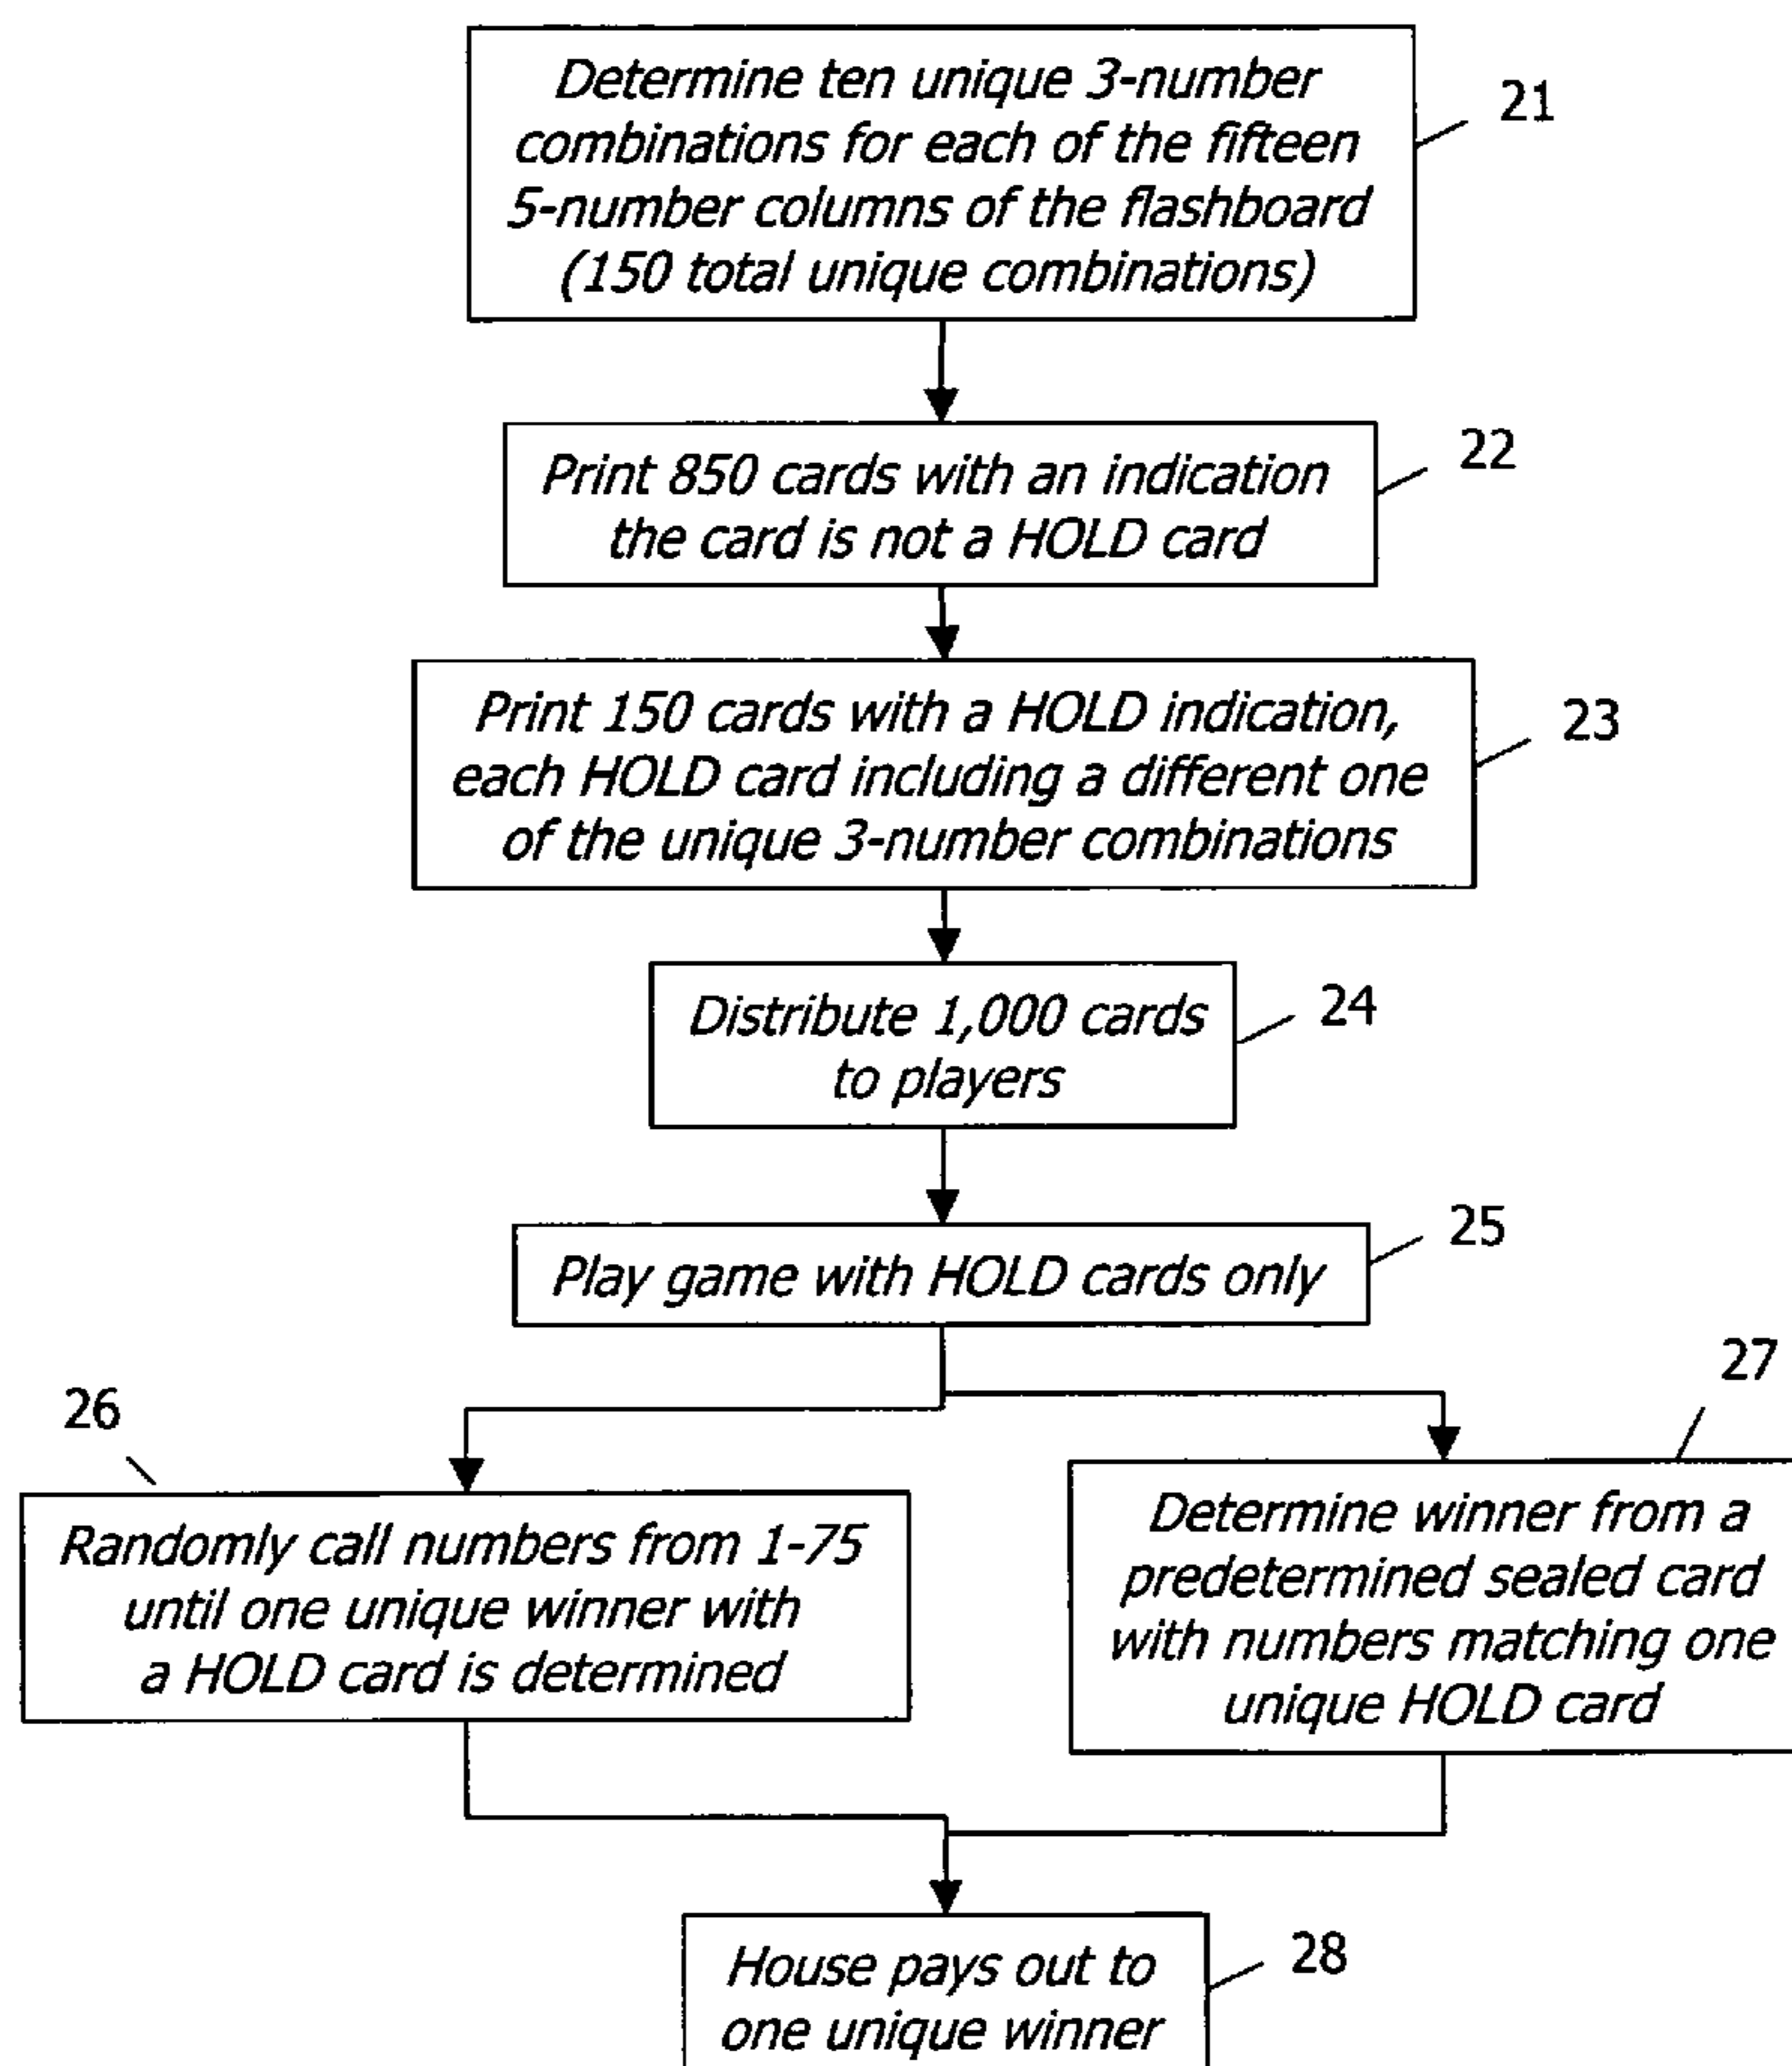 Determine ten unique 3-number
combinations for each of the fifteen
5-number columns of the flashboard
(150 total unique combinations)
21
Print 850 cards with an indication
the card is not a HOLD card
22
Print 150 cards with a HOLD indication,
each HOLD card including a different one
of the unique 3-number combinations
23
Distribute 1,000 cards
to players
24
Play game with HOLD cards only
25
26
Randomly call numbers from 1-75
until one unique winner with
a HOLD card is determined
27
Determine winner from a
predetermined sealed card
with numbers matching one
unique HOLD card
House pays out to
one unique winner
28